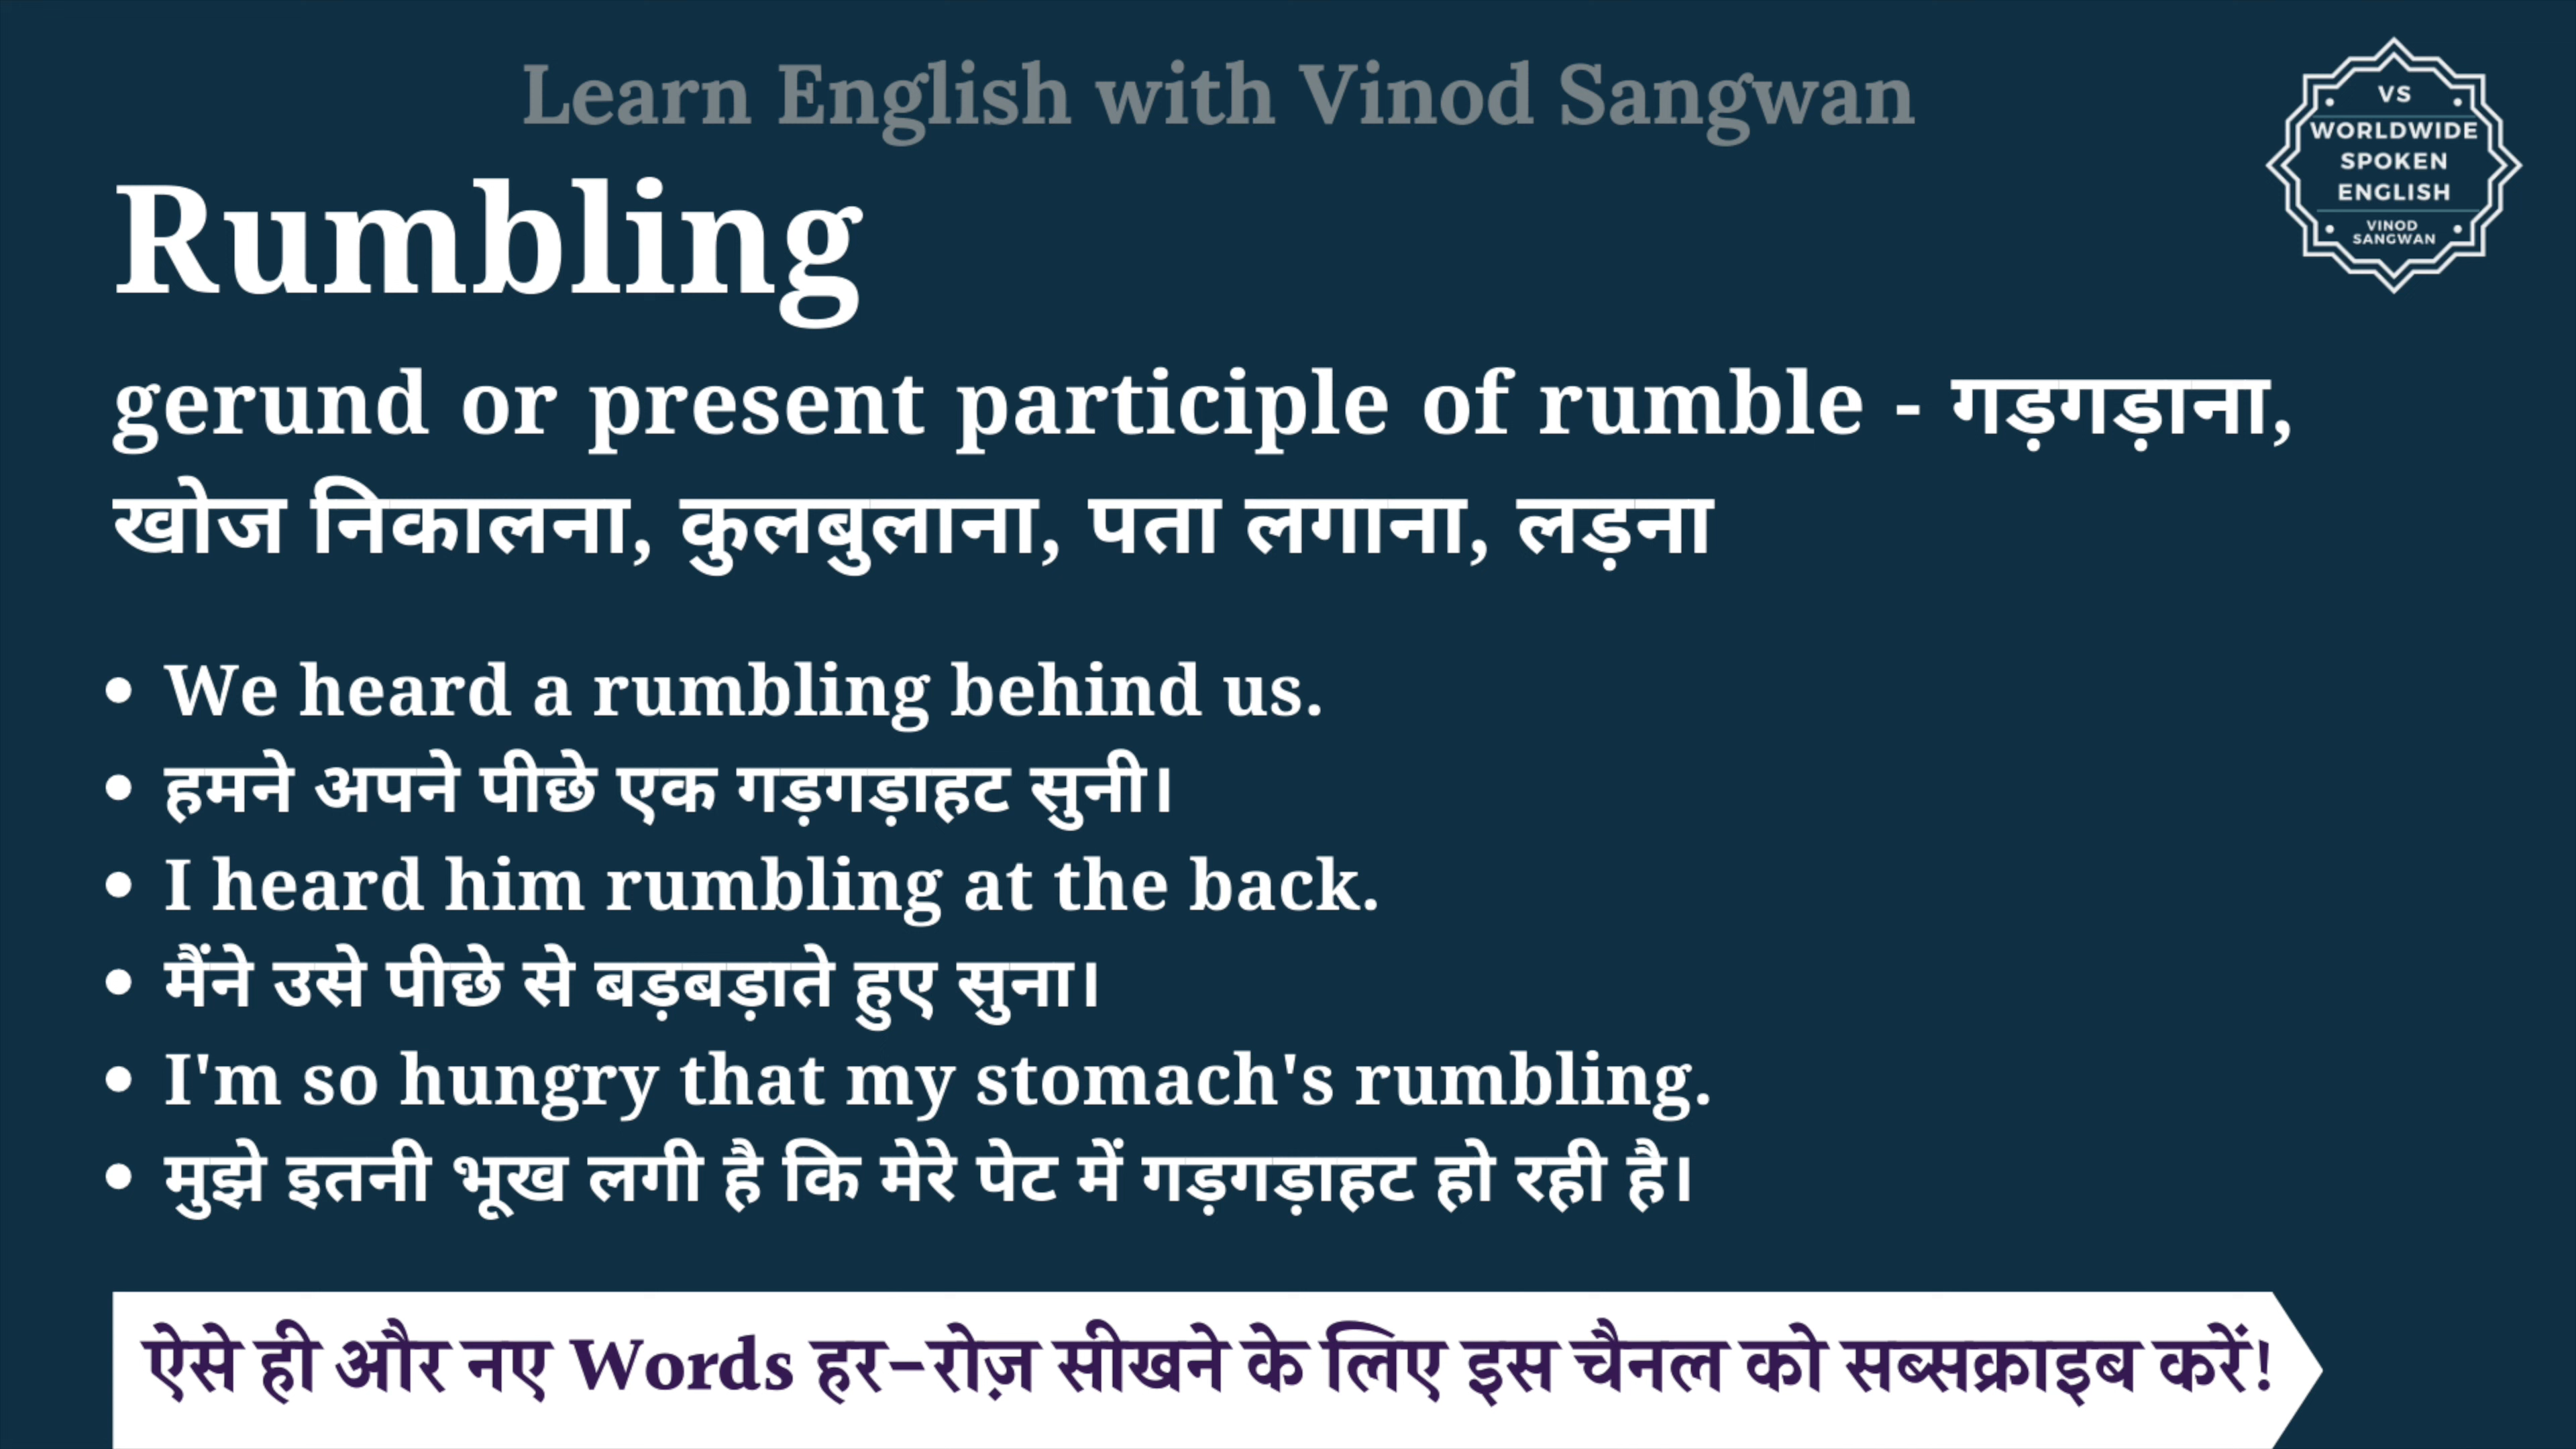 Learn English with Vinod Sangwan
VS
WORLDWIDE
SPOKEN
ENGLISH
VINOD
SANGWAN
Rumbling
gerund or present participle of rumble - गड़गड़ाना,
खोज निकालना, कुलबुलाना, पता लगाना, लड़ना
• We heard a rumbling behind us.
• हमने अपने पीछे एक गड़गड़ाहट सुनी।
• I heard him rumbling at the back.
• मैंने उसे पीछे से बड़बड़ाते हुए सुना।
• I'm so hungry that my stomach's rumbling.
• मुझे इतनी भूख लगी है कि मेरे पेट में गड़गड़ाहट हो रही है।
ऐसे ही और नए Words हर-रोज़ सीखने के लिए इस चैनल को सब्सक्राइब करें!